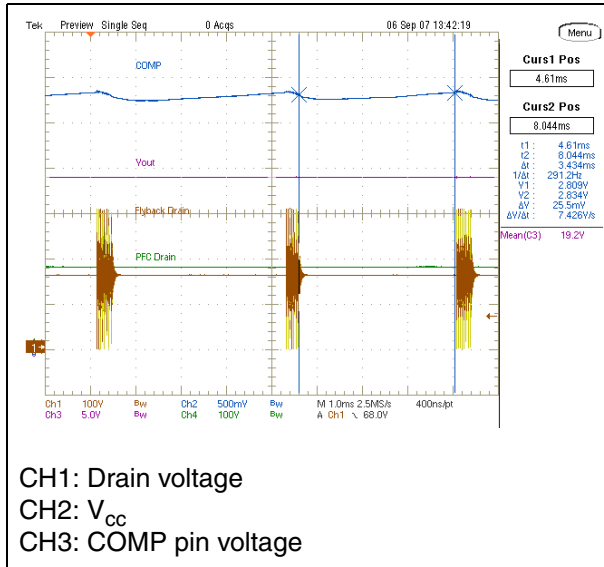 Tek Preview Single Seq 0 Acqs 06 Sep 07 13:42:19
Menu
COMP
Curs1 Pos
4.61ms
Curs2 Pos
8.044ms
t1 : 4.61ms
t2 : 8.044ms
Δt : 3.434ms
1/Δt : 291.2Hz
Y1 : 2.809V
Y2 : 2.834V
ΔV : 25.5mV
ΔV/Δt : 7.426V/s
Vout
Flyback Drain
Mean(C3) 19.2V
PFC Drain
1
Ch1 100V Bw Ch2 500mV Bw M 1.0ms 2.5MS/s 400ns/pt
Ch3 5.0V Bw Ch4 100V Bw A Ch1 \ 68.0V
CH1: Drain voltage
CH2: Vcc
CH3: COMP pin voltage